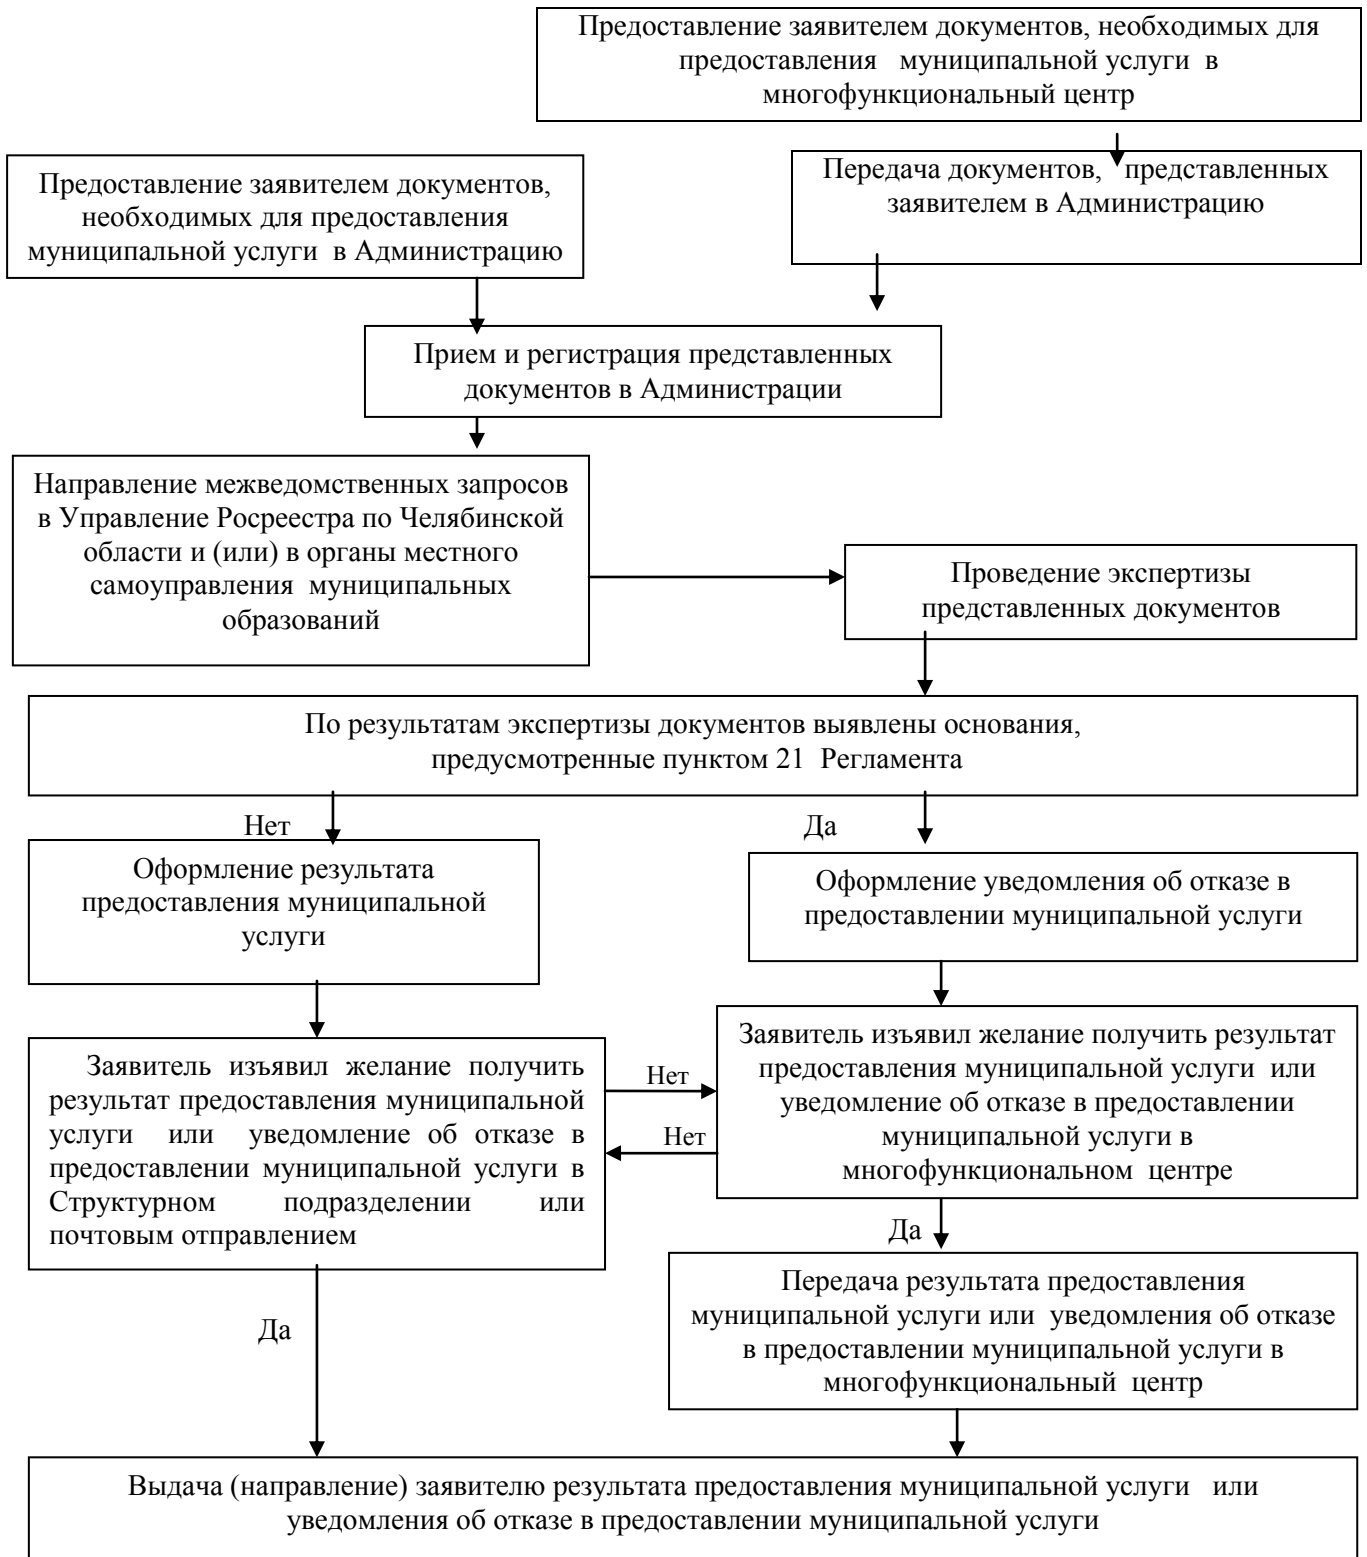 Предоставление заявителем документов, необходимых для
предоставления муниципальной услуги в
многофункциональный центр
Предоставление заявителем документов,
необходимых для предоставления
муниципальной услуги в Администрацию
Передача документов, представленных
заявителем в Администрацию
Прием и регистрация представленных
документов в Администрации
Направление межведомственных запросов
в Управление Росреестра по Челябинской
области и (или) в органы местного
самоуправления муниципальных
образований
Проведение экспертизы
представленных документов
По результатам экспертизы документов выявлены основания,
предусмотренные пунктом 21 Регламента
Нет
Да
Оформление результата
предоставления муниципальной
услуги
Оформление уведомления об отказе в
предоставлении муниципальной услуги
Заявитель изъявил желание получить
результат предоставления муниципальной
услуги или уведомление об отказе в
предоставлении муниципальной услуги в
Структурном подразделении или
почтовым отправлением
Нет
Нет
Заявитель изъявил желание получить результат
предоставления муниципальной услуги или
уведомление об отказе в предоставлении
муниципальной услуги в
многофункциональном центре
Да
Да
Передача результата предоставления
муниципальной услуги или уведомления об отказе
в предоставлении муниципальной услуги в
многофункциональный центр
Выдача (направление) заявителю результата предоставления муниципальной услуги или
уведомления об отказе в предоставлении муниципальной услуги